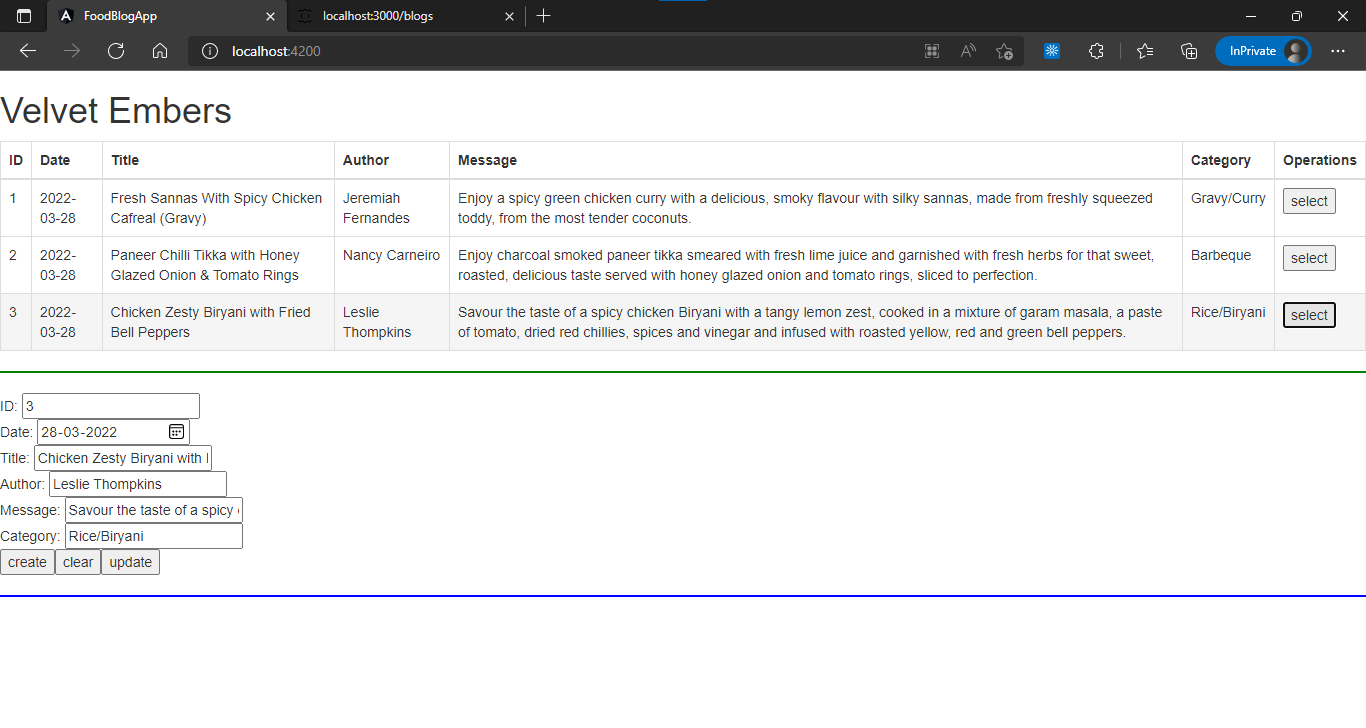 FoodBlogApp
localhost:3000/blogs
localhost:4200
InPrivate
Velvet Embers
ID Date Title Author Message Category Operations
1 2022- Fresh Sannas With Spicy Chicken Jeremiah Enjoy a spicy green chicken curry with a delicious, smoky flavour with silky sannas, made from freshly squeezed Gravy/Curry select
03-28 Cafreal (Gravy) Fernandes toddy, from the most tender coconuts.
2 2022- Paneer Chilli Tikka with Honey Nancy Carneiro Enjoy charcoal smoked paneer tikka smeared with fresh lime juice and garnished with fresh herbs for that sweet, Barbeque select
03-28 Glazed Onion & Tomato Rings roasted, delicious taste served with honey glazed onion and tomato rings, sliced to perfection.
3 2022- Chicken Zesty Biryani with Fried Leslie Savour the taste of a spicy chicken Biryani with a tangy lemon zest, cooked in a mixture of garam masala, a paste Rice/Biryani select
03-28 Bell Peppers Thompkins of tomato, dried red chillies, spices and vinegar and infused with roasted yellow, red and green bell peppers.
ID: 3
Date: 28-03-2022
Title: Chicken Zesty Biryani with
Author: Leslie Thompkins
Message: Savour the taste of a spicy
Category: Rice/Biryani
create clear update